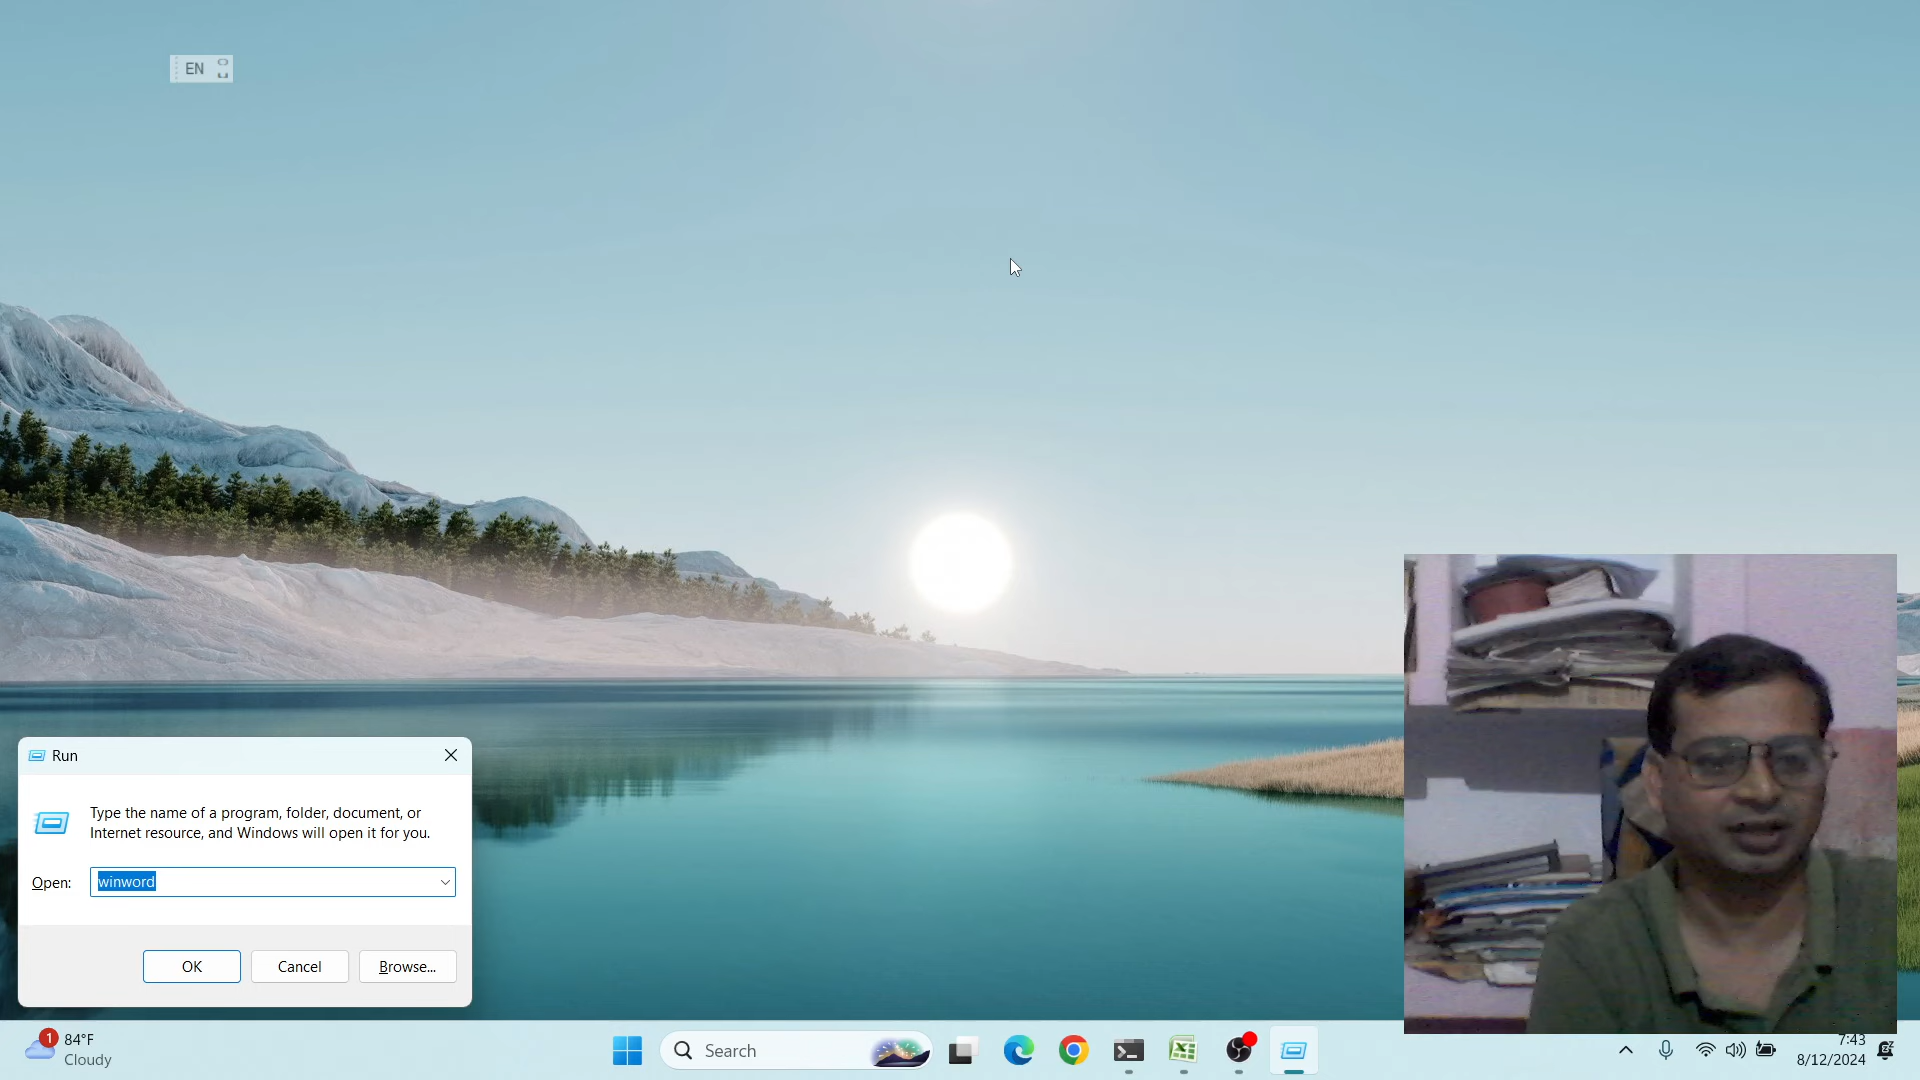 EN
Run
Type the name of a program, folder, document, or
Internet resource, and Windows will open it for you.
Open:
winword
OK
Cancel
Browse...
1
84°F
Cloudy
Search
7:43
8/12/2024